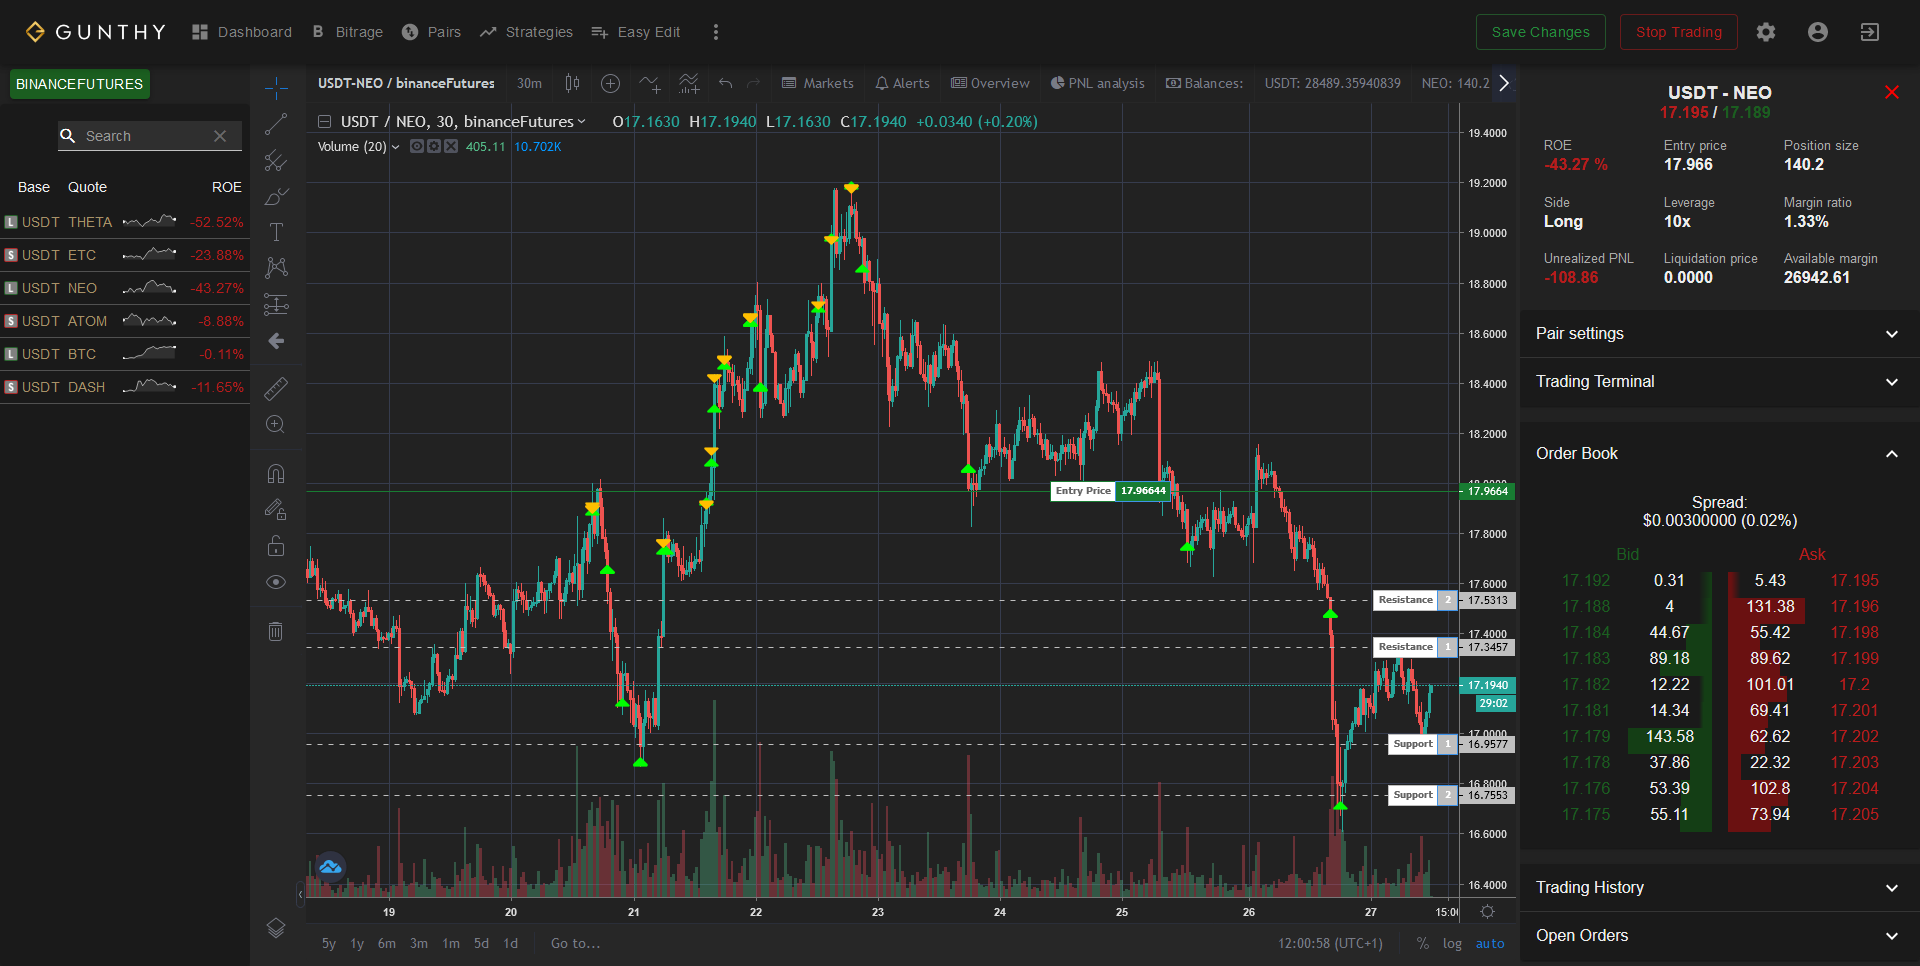 GUNTHY
Dashboard
B Bitrage
Pairs
Strategies
Easy Edit
Save Changes
Stop Trading
BINANCEFUTURES
Search
Base Quote ROE
L USDT THETA -52.52%
S USDT ETC -23.88%
L USDT NEO -43.27%
S USDT ATOM -8.88%
L USDT BTC -0.11%
S USDT DASH -11.65%
USDT-NEO / binanceFutures 30m Markets Alerts Overview PNL analysis Balances: USDT: 28489.35940839 NEO: 140.2
USDT / NEO, 30, binanceFutures O17.1630 H17.1940 L17.1630 C17.1940 +0.0340 (+0.20%)
Volume (20) 405.11 10.702K
19.4000
19.2000
19.0000
18.8000
18.6000
18.4000
18.2000
Entry Price 17.96644
17.9664
17.8000
17.6000
Resistance 2 17.5313
17.4000
Resistance 1 17.3457
17.1940
29:02
17.0000
Support 1 16.9577
16.8000
Support 2 16.7553
16.6000
16.4000
19 20 21 22 23 24 25 26 27 15:00
5y 1y 6m 3m 1m 5d 1d Go to...
12:00:58 (UTC+1) % log auto
USDT - NEO
17.195 / 17.189
ROE Entry price Position size
-43.27 % 17.966 140.2
Side Leverage Margin ratio
Long 10x 1.33%
Unrealized PNL Liquidation price Available margin
-108.86 0.0000 26942.61
Pair settings
Trading Terminal
Order Book
Spread:
$0.00300000 (0.02%)
Bid Ask
17.192 0.31 5.43 17.195
17.188 4 131.38 17.196
17.184 44.67 55.42 17.198
17.183 89.18 89.62 17.199
17.182 12.22 101.01 17.2
17.181 14.34 69.41 17.201
17.179 143.58 62.62 17.202
17.178 37.86 22.32 17.203
17.176 53.39 102.8 17.204
17.175 55.11 73.94 17.205
Trading History
Open Orders